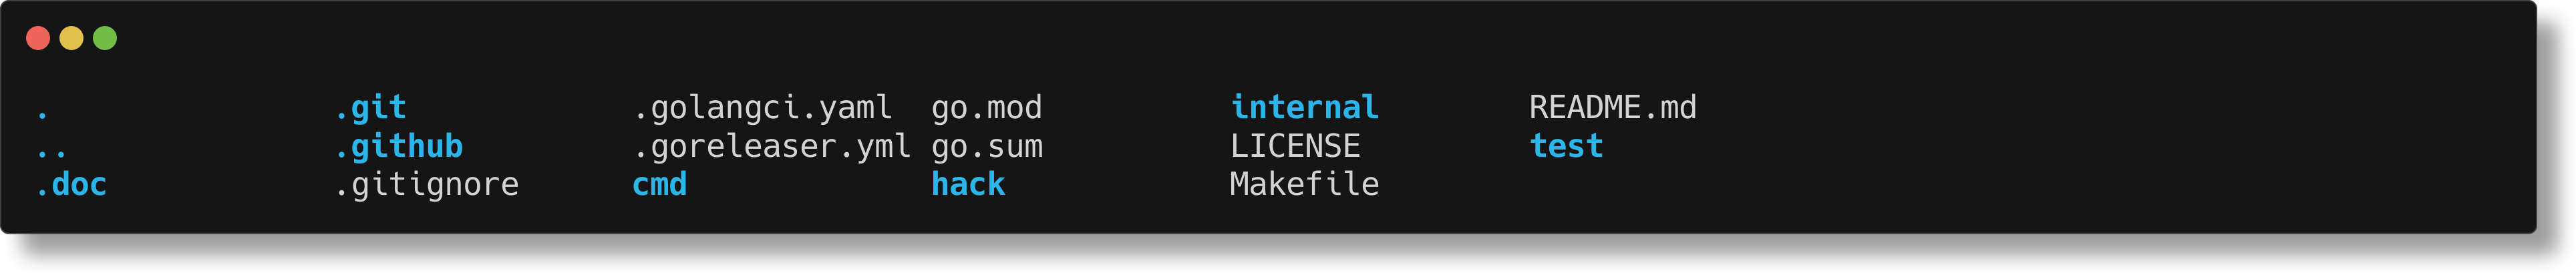 . .git .golangci.yaml go.mod internal README.md
.. .github .goreleaser.yml go.sum LICENSE test
.doc .gitignore cmd hack Makefile